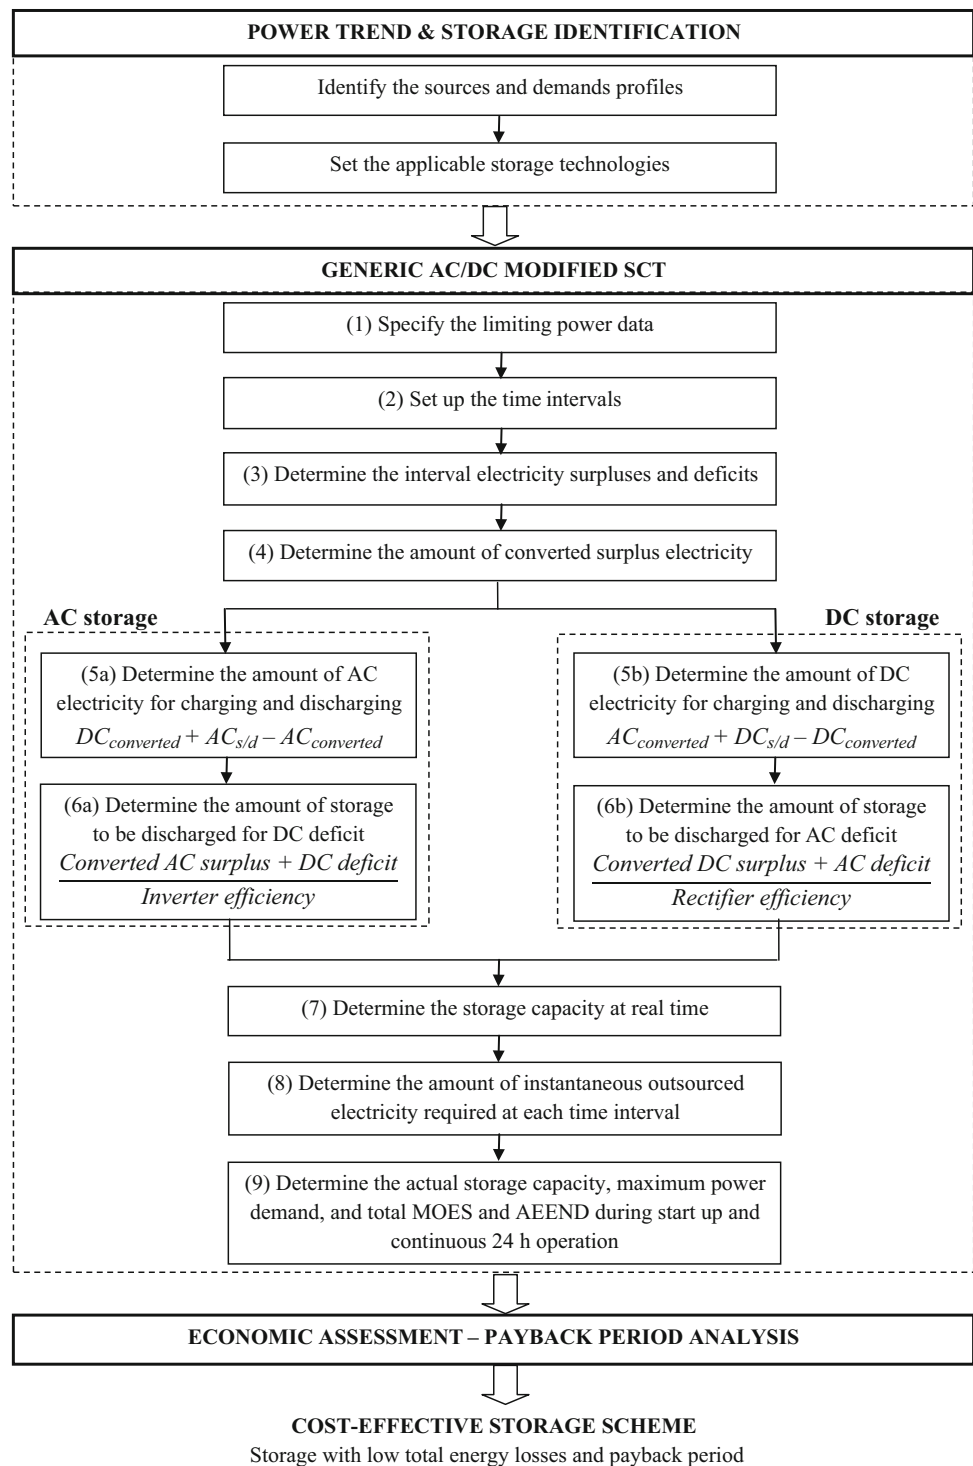 POWER TREND & STORAGE IDENTIFICATION
Identify the sources and demands profiles
Set the applicable storage technologies
GENERIC AC/DC MODIFIED SCT
(1) Specify the limiting power data
(2) Set up the time intervals
(3) Determine the interval electricity surpluses and deficits
(4) Determine the amount of converted surplus electricity
AC storage
(5a) Determine the amount of AC
electricity for charging and discharging
DC_converted + AC_s/d – AC_converted
(6a) Determine the amount of storage
to be discharged for DC deficit
Converted AC surplus + DC deficit
Inverter efficiency
DC storage
(5b) Determine the amount of DC
electricity for charging and discharging
AC_converted + DC_s/d – DC_converted
(6b) Determine the amount of storage
to be discharged for AC deficit
Converted DC surplus + AC deficit
Rectifier efficiency
(7) Determine the storage capacity at real time
(8) Determine the amount of instantaneous outsourced
electricity required at each time interval
(9) Determine the actual storage capacity, maximum power
demand, and total MOES and AEEND during start up and
continuous 24 h operation
ECONOMIC ASSESSMENT – PAYBACK PERIOD ANALYSIS
COST-EFFECTIVE STORAGE SCHEME
Storage with low total energy losses and payback period